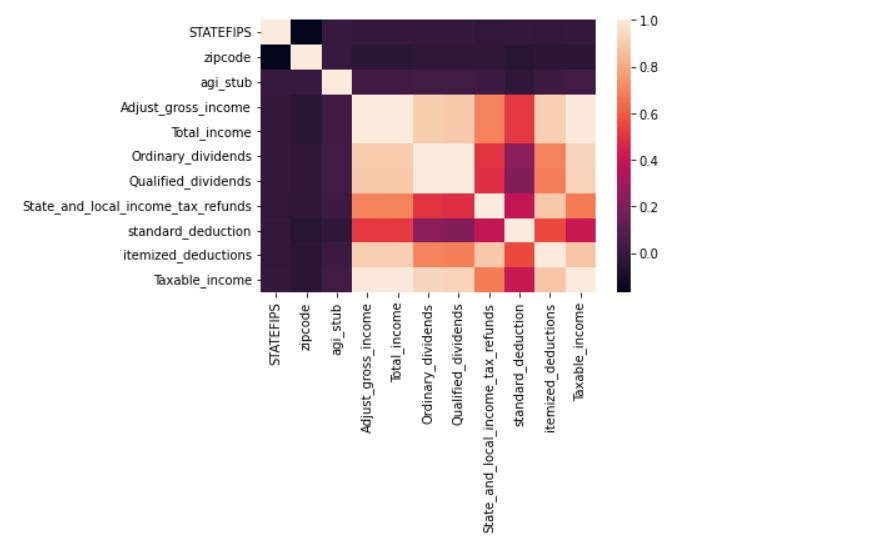 STATEFIPS
zipcode
agi_stub
Adjust_gross_income
Total_income
Ordinary_dividends
Qualified_dividends
State_and_local_income_tax_refunds
standard_deduction
itemized_deductions
Taxable_income
1.0
0.8
0.6
0.4
0.2
0.0
STATEFIPS
zipcode
agi_stub
Adjust_gross_income
Total_income
Ordinary_dividends
Qualified_dividends
State_and_local_income_tax_refunds
standard_deduction
itemized_deductions
Taxable_income